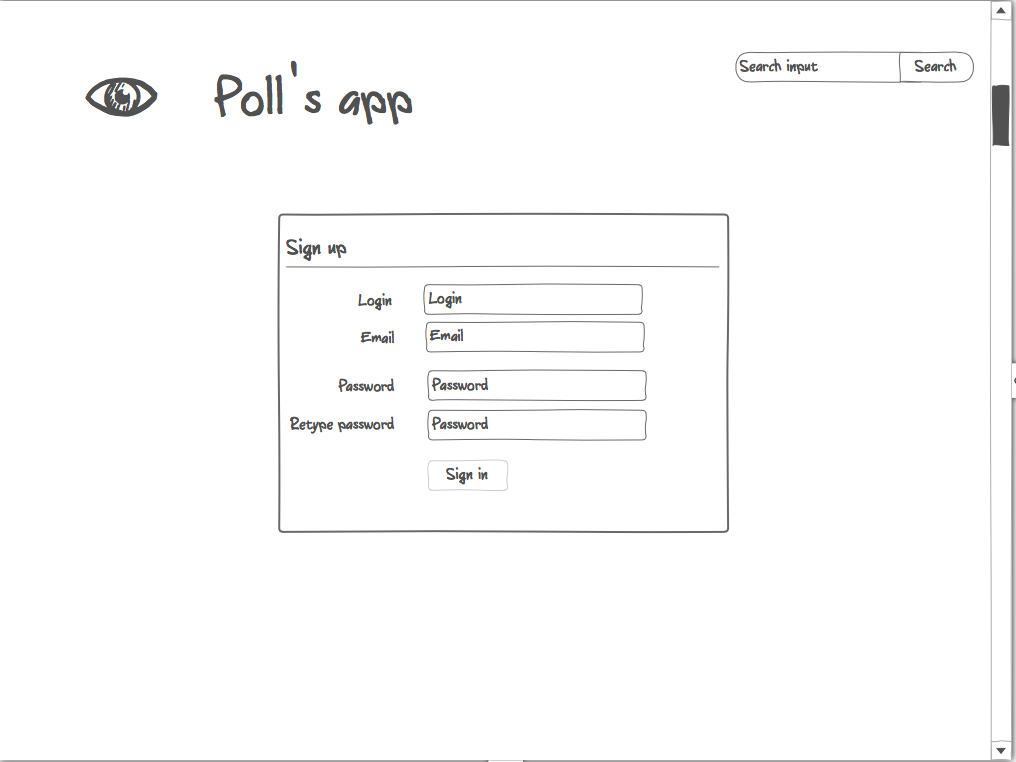 Poll's app
Search input Search
Sign up
Login Login
Email Email
Password Password
Retype password Password
Sign in